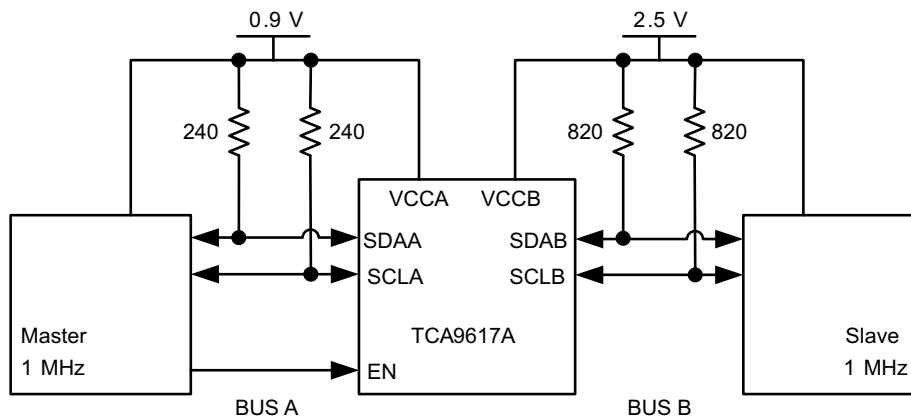 0.9 V
2.5 V
240
240
820
820
VCCA
VCCB
SDAA
SDAB
SCLA
SCLB
TCA9617A
Master
1 MHz
EN
Slave
1 MHz
BUS A
BUS B